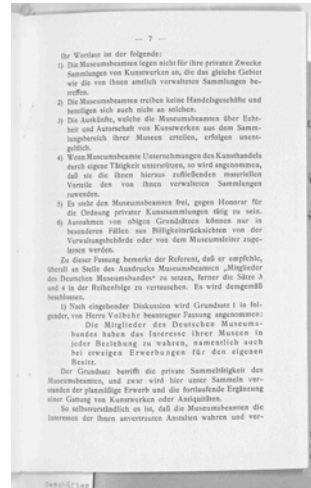 — 7 —
Ihr Wortlaut ist der folgende:
1) Die Museumsbeamten legen nicht für ihre privaten Zwecke
Sammlungen von Kunstwerken an, die das gleiche Gebiet
wie die von ihnen amtlich verwalteten Sammlungen be-
treffen.
2) Die Museumsbeamten treiben keine Handelsgeschäfte und
beteiligen sich auch nicht an solchen.
3) Die Auskünfte, welche die Museumsbeamten über Echt-
heit und Autorschaft von Kunstwerken aus dem Samm-
lungsbereich ihrer Museen erteilen, erfolgen unent-
geltlich.
4) Wenn Museumsbeamte Unternehmungen des Kunsthandels
durch eigene Tätigkeit unterstützen, so wird angenommen,
daß sie die ihnen hieraus zufließenden materiellen
Vorteile den von ihnen verwalteten Sammlungen
zuwenden.
5) Es steht den Museumsbeamten frei, gegen Honorar für
die Ordnung privater Kunstsammlungen tätig zu sein.
6) Ausnahmen von obigen Grundsätzen können nur in
besonderen Fällen aus Billigkeitsrücksichten von der
Verwaltungsbehörde oder von dem Museumsleiter zuge-
lassen werden.
Zu dieser Fassung bemerkt der Referent, daß er empfehle,
überall an Stelle des Ausdrucks Museumsbeamten „Mitglieder
des Deutschen Museumsbundes“ zu setzen, ferner die Sätze 3
und 4 in der Reihenfolge zu vertauschen. Es wird demgemäß
beschlossen.
1) Nach eingehender Diskussion wird Grundsatz 1 in fol-
gender, von Herrn Volbehr beantragter Fassung angenommen:
Die Mitglieder des Deutschen Museums-
bundes haben das Interesse ihrer Museen in
jeder Beziehung zu wahren, namentlich auch
bei etwaigen Erwerbungen für den eigenen
Besitz.
Der Grundsatz betrifft die private Sammeltätigkeit des
Museumsbeamten, und zwar wird hier unter Sammeln ver-
standen der planmäßige Erwerb und die fortlaufende Ergänzung
einer Gattung von Kunstwerken oder Antiquitäten.
So selbstverständlich es ist, daß die Museumsbeamten die
Interessen der ihnen anvertrauten Anstalten wahren und ver-